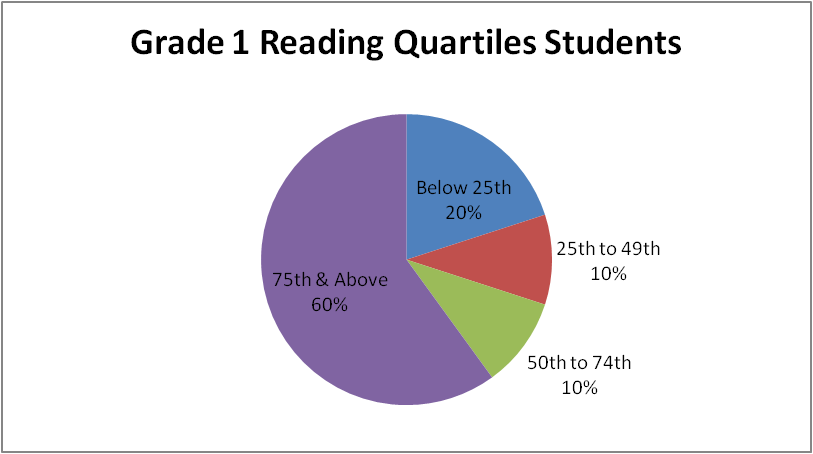 Grade 1 Reading Quartiles Students
Below 25th
20%
25th to 49th
10%
50th to 74th
10%
75th & Above
60%